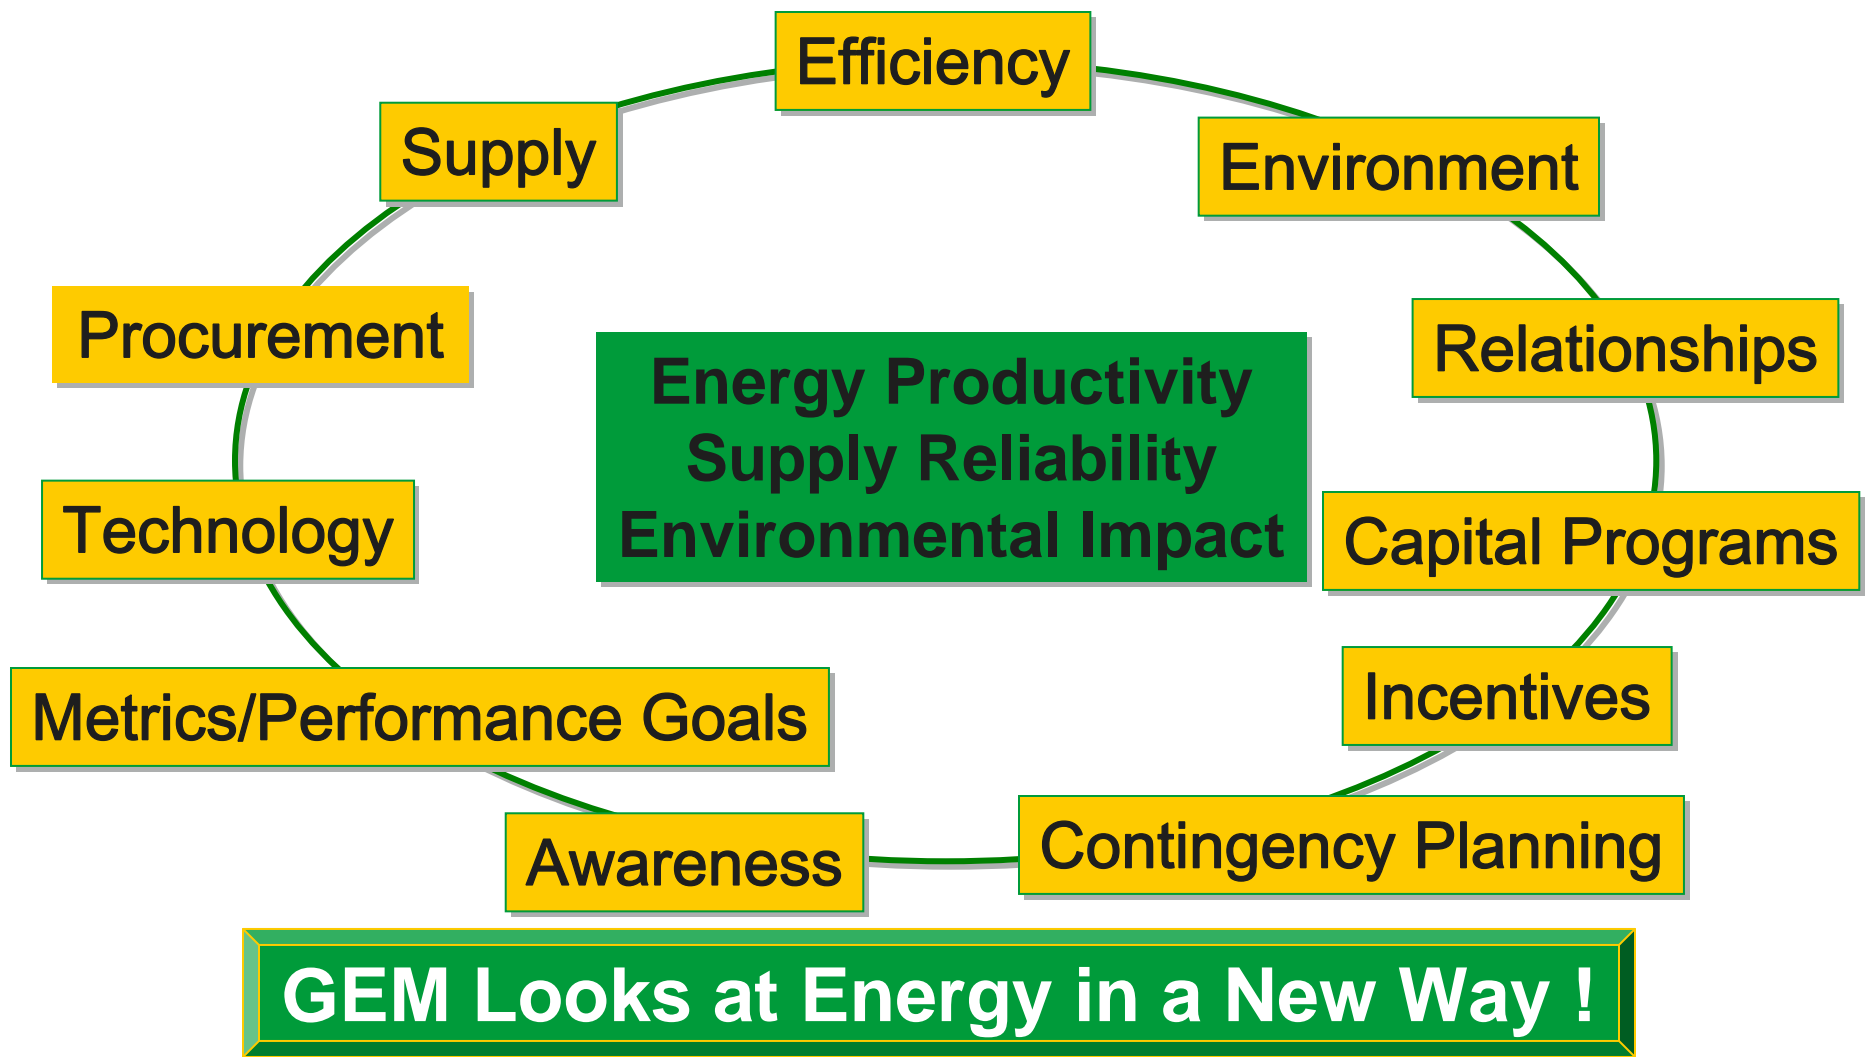 Efficiency
Supply
Environment
Procurement
Relationships
Energy Productivity
Supply Reliability
Environmental Impact
Technology
Capital Programs
Metrics/Performance Goals
Incentives
Awareness
Contingency Planning
GEM Looks at Energy in a New Way !